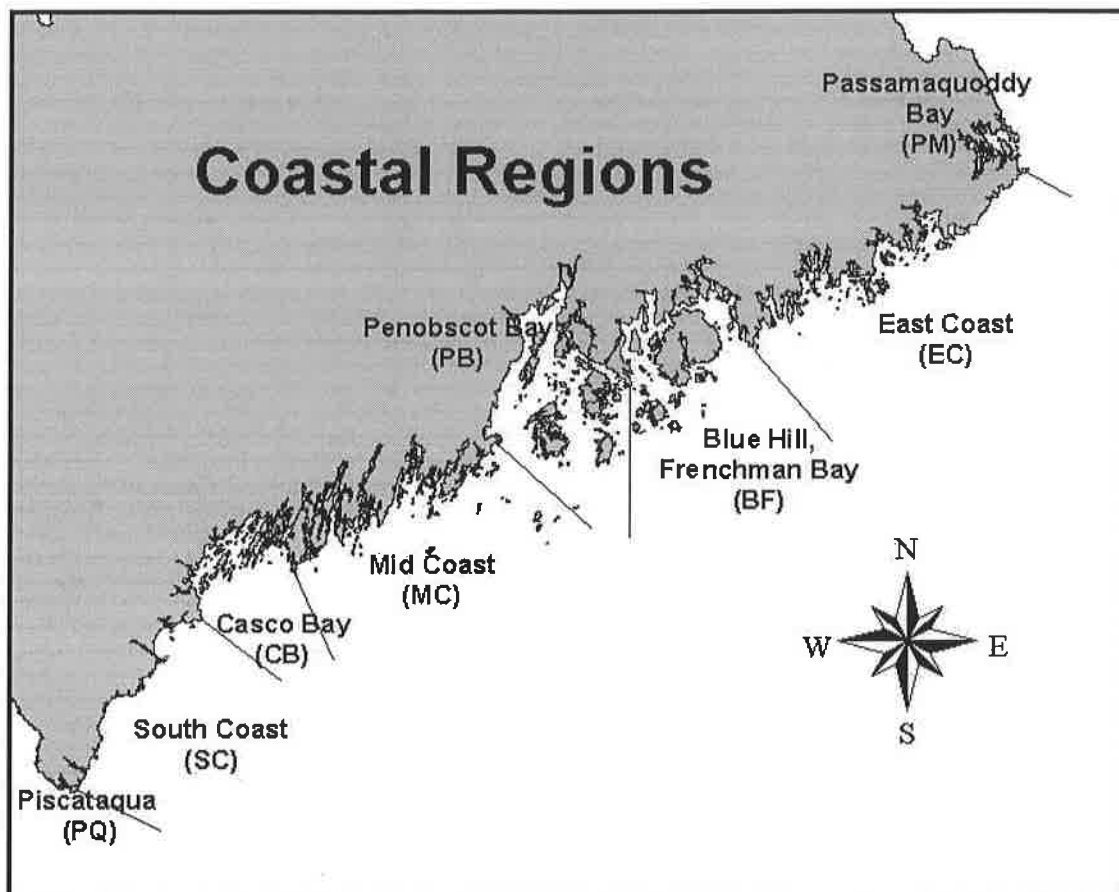 Coastal Regions
Passamaquoddy
Bay
(PM)
Penobscot Bay
(PB)
East Coast
(EC)
Blue Hill,
Frenchman Bay
(BF)
Mid Coast
(MC)
Casco Bay
(CB)
South Coast
(SC)
Piscataqua
(PQ)
N
W
E
S